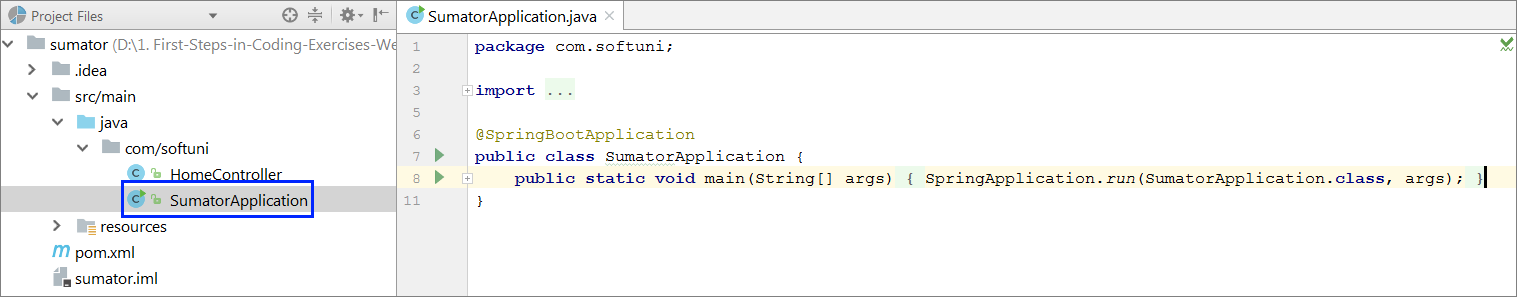 Project Files
sumator (D:\1. First-Steps-in-Coding-Exercises-We
.idea
src/main
java
com/softuni
HomeController
SumatorApplication
resources
pom.xml
sumator.iml
SumatorApplication.java
1 package com.softuni;
2
3 import ...
5
6 @SpringBootApplication
7 public class SumatorApplication {
8 public static void main(String[] args) { SpringApplication.run(SumatorApplication.class, args); }
11 }